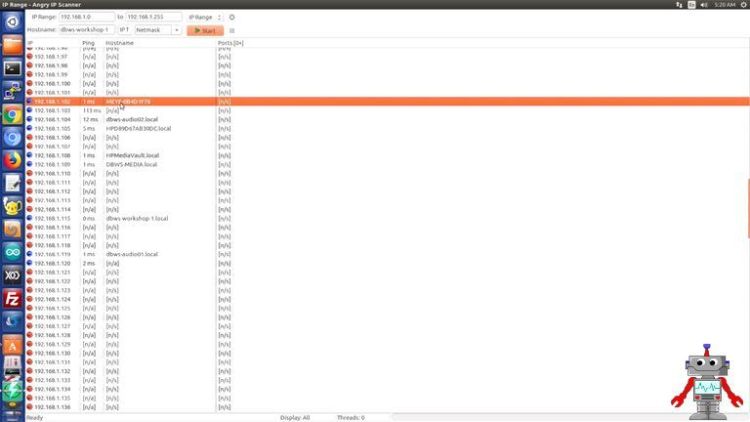 IP Range - Angry IP Scanner
5:20 AM
IP Range: 192.168.1.0 to 192.168.1.255 IP Range
Hostname: dbws-workshop-1 IP↑ Netmask Start
IP Ping Hostname Ports [0+]
192.168.1.97 [n/a] [n/s] [n/s]
192.168.1.98 [n/a] [n/s] [n/s]
192.168.1.99 [n/a] [n/s] [n/s]
192.168.1.100 [n/a] [n/s] [n/s]
192.168.1.101 [n/a] [n/s] [n/s]
192.168.1.102 1 ms [n/s]
192.168.1.103 113 ms [n/a] [n/s]
192.168.1.104 12 ms dbws-audio02.local [n/s]
192.168.1.105 5 ms HPD89D67AB30DC.local [n/s]
192.168.1.106 [n/a] [n/s] [n/s]
192.168.1.107 [n/a] [n/s] [n/s]
192.168.1.108 1 ms HPMediaVault.local [n/s]
192.168.1.109 1 ms DBWS-MEDIA.local [n/s]
192.168.1.110 [n/a] [n/s] [n/s]
192.168.1.111 [n/a] [n/s] [n/s]
192.168.1.112 [n/a] [n/s] [n/s]
192.168.1.113 [n/a] [n/s] [n/s]
192.168.1.114 [n/a] [n/s] [n/s]
192.168.1.115 0 ms dbws-workshop-1.local [n/s]
192.168.1.116 [n/a] [n/s] [n/s]
192.168.1.117 [n/a] [n/s] [n/s]
192.168.1.118 [n/a] [n/s] [n/s]
192.168.1.119 1 ms dbws-audio01.local [n/s]
192.168.1.120 2 ms [n/a] [n/s]
192.168.1.121 [n/a] [n/s] [n/s]
192.168.1.122 [n/a] [n/s] [n/s]
192.168.1.123 [n/a] [n/s] [n/s]
192.168.1.124 [n/a] [n/s] [n/s]
192.168.1.125 [n/a] [n/s] [n/s]
192.168.1.126 [n/a] [n/s] [n/s]
192.168.1.127 [n/a] [n/s] [n/s]
192.168.1.128 [n/a] [n/s] [n/s]
192.168.1.129 [n/a] [n/s] [n/s]
192.168.1.130 [n/a] [n/s] [n/s]
192.168.1.131 [n/a] [n/s] [n/s]
192.168.1.132 [n/a] [n/s] [n/s]
192.168.1.133 [n/a] [n/s] [n/s]
192.168.1.134 [n/a] [n/s] [n/s]
192.168.1.135 [n/a] [n/s] [n/s]
192.168.1.136 [n/a] [n/s] [n/s]
Ready Display: All Threads: 0